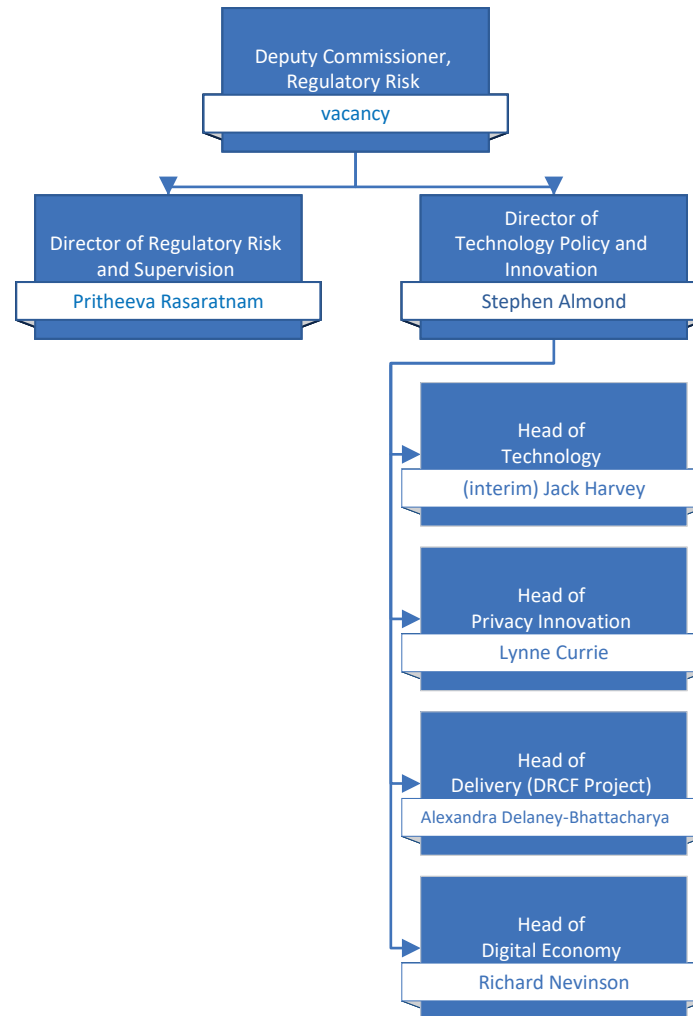 Deputy Commissioner,
Regulatory Risk
vacancy
Director of Regulatory Risk
and Supervision
Pritheeva Rasaratnam
Director of
Technology Policy and
Innovation
Stephen Almond
Head of
Technology
(interim) Jack Harvey
Head of
Privacy Innovation
Lynne Currie
Head of
Delivery (DRCF Project)
Alexandra Delaney-Bhattacharya
Head of
Digital Economy
Richard Nevinson